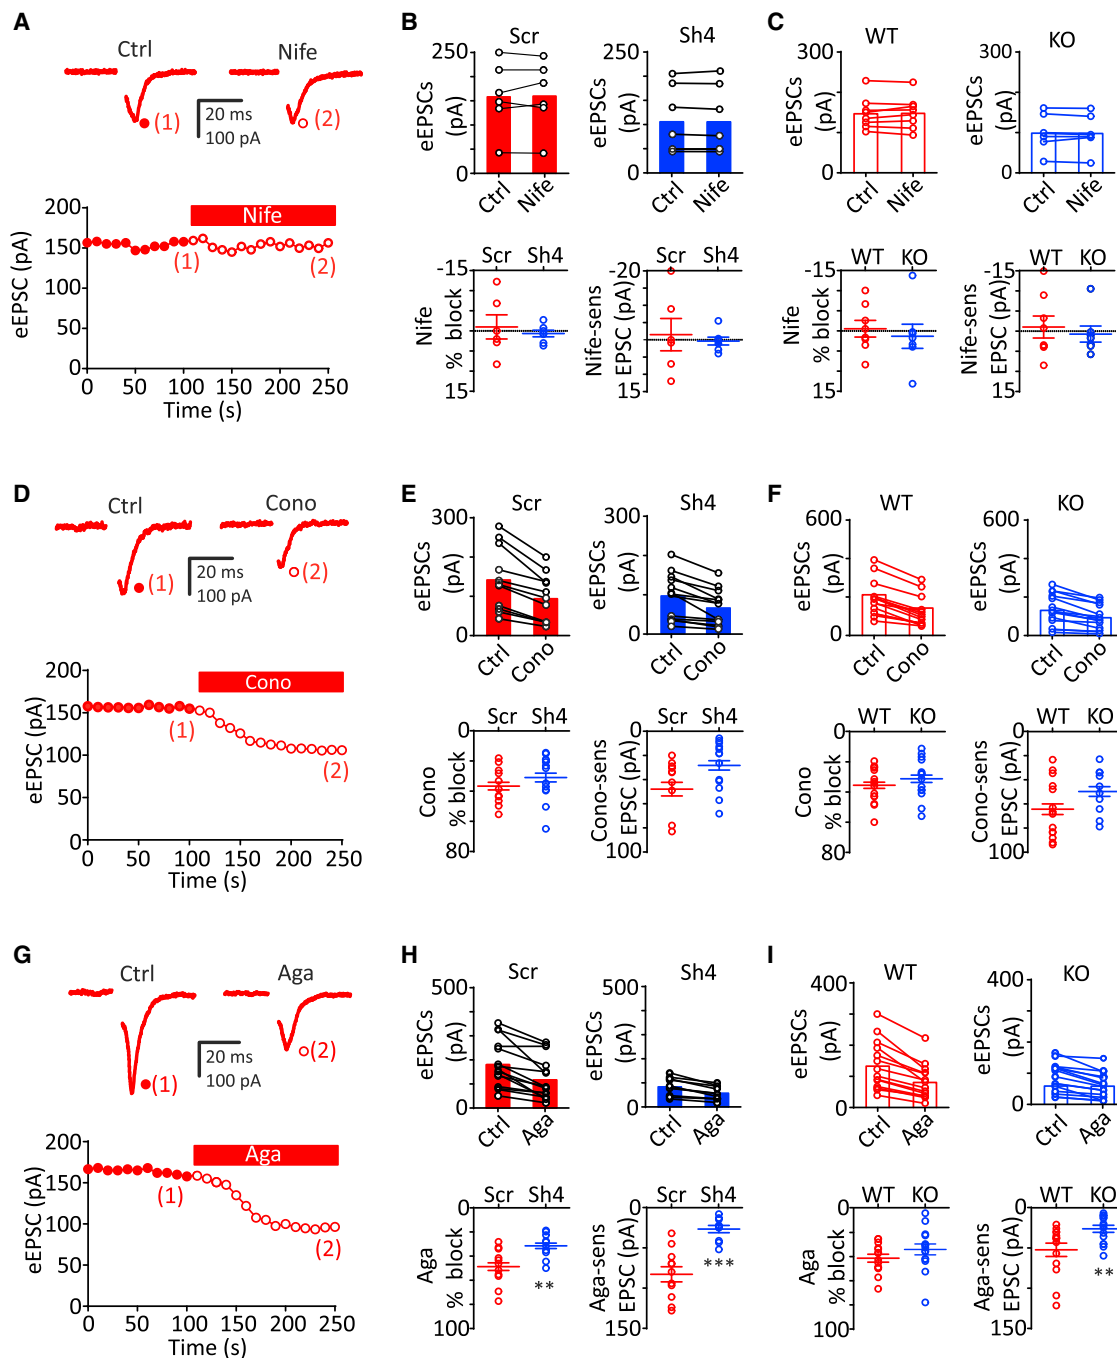 A
Ctrl
Nife
(1)
(2)
20 ms
100 pA
eEPSC (pA)
200
150
100
50
0
Nife
(1)
(2)
0 50 100 150 200 250
Time (s)
B
Scr
Sh4
eEPSCs (pA)
250
0
Ctrl
Nife
eEPSCs (pA)
250
0
Ctrl
Nife
Scr Sh4
Nife % block
-15
15
Scr Sh4
Nife-sens EPSC (pA)
-20
15
C
WT
KO
eEPSCs (pA)
300
0
Ctrl
Nife
eEPSCs (pA)
300
0
Ctrl
Nife
WT KO
Nife % block
-15
15
WT KO
Nife-sens EPSC (pA)
-15
15
D
Ctrl
Cono
(1)
(2)
20 ms
100 pA
eEPSC (pA)
200
150
100
50
0
Cono
(1)
(2)
0 50 100 150 200 250
Time (s)
E
Scr
Sh4
eEPSCs (pA)
300
0
Ctrl
Cono
eEPSCs (pA)
300
0
Ctrl
Cono
Scr Sh4
Cono % block
0
80
Scr Sh4
Cono-sens EPSC (pA)
0
100
F
WT
KO
eEPSCs (pA)
600
0
Ctrl
Cono
eEPSCs (pA)
600
0
Ctrl
Cono
WT KO
Cono % block
0
80
WT KO
Cono-sens EPSC (pA)
0
100
G
Ctrl
Aga
(1)
(2)
20 ms
100 pA
eEPSC (pA)
200
150
100
50
0
Aga
(1)
(2)
0 50 100 150 200 250
Time (s)
H
Scr
Sh4
eEPSCs (pA)
500
0
Ctrl
Aga
eEPSCs (pA)
500
0
Ctrl
Aga
Scr Sh4
Aga % block
0
100
**
Scr Sh4
Aga-sens EPSC (pA)
0
150
***
I
WT
KO
eEPSCs (pA)
400
0
Ctrl
Aga
eEPSCs (pA)
400
0
Ctrl
Aga
WT KO
Aga % block
0
100
WT KO
Aga-sens EPSC (pA)
0
150
**